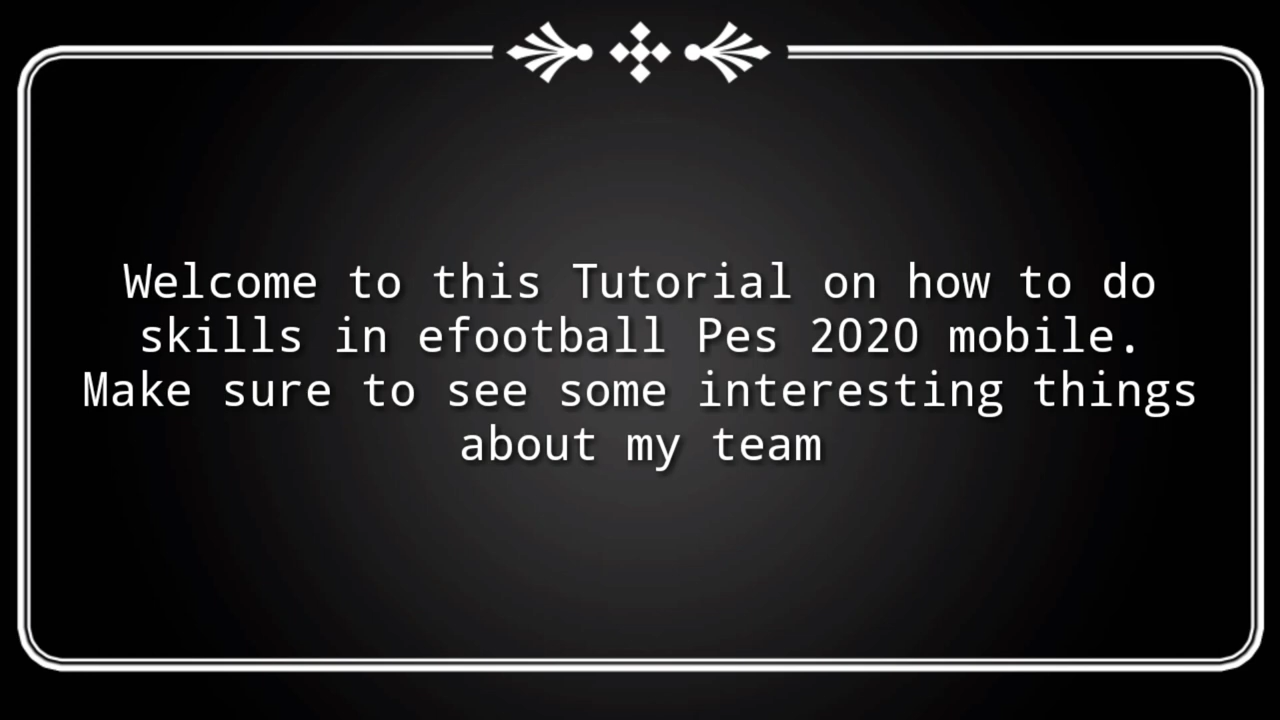 Welcome to this Tutorial on how to do
skills in efootball Pes 2020 mobile.
Make sure to see some interesting things
about my team